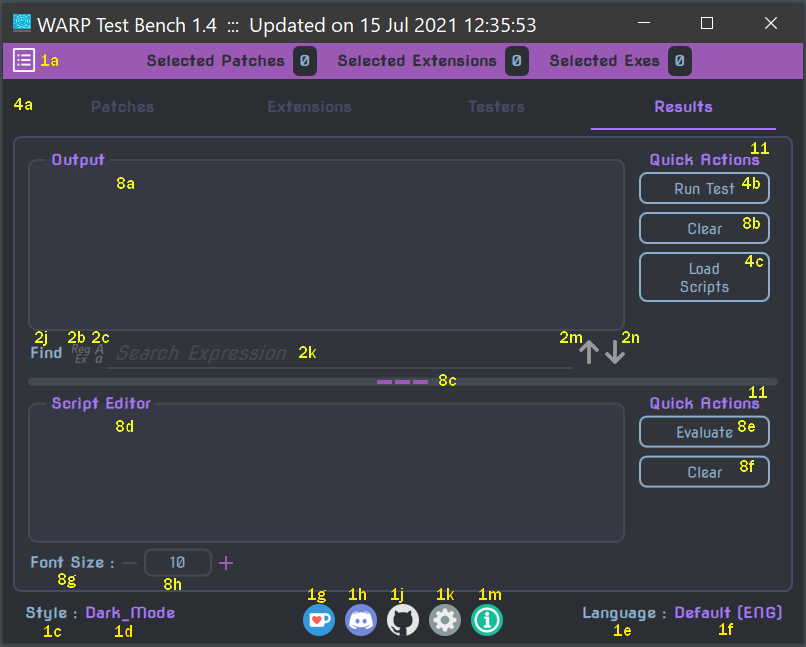 WARP Test Bench 1.4 ::: Updated on 15 Jul 2021 12:35:53
1a Selected Patches 0 Selected Extensions 0 Selected Exes 0
4a Patches Extensions Testers Results
Output
8a
11
Quick Actions
Run Test 4b
Clear 8b
Load 4c
Scripts
2j 2b 2c 2m 2n
Find Reg Ex A a Search Expression 2k
8c
Script Editor
8d
11
Quick Actions
Evaluate 8e
Clear 8f
Font Size : 10
8g 8h
1g 1h 1j 1k 1m
Style : Dark_Mode Language : Default (ENG)
1c 1d 1e 1f